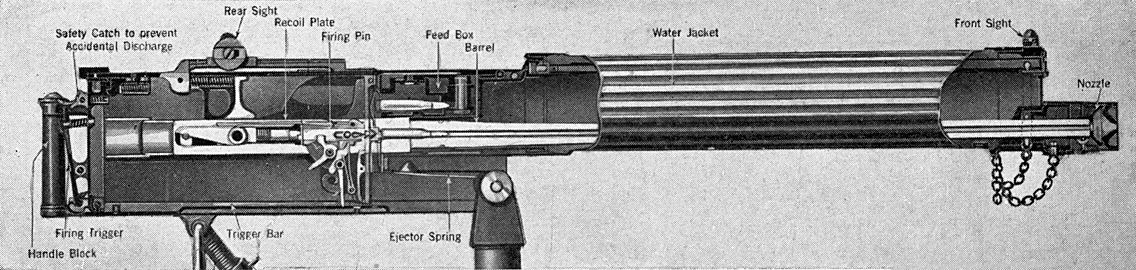 Rear Sight
Recoil Plate
Safety Catch to prevent
Accidental Discharge
Firing Pin
Feed Box
Barrel
Water Jacket
Front Sight
Nozzle
Firing Trigger
Handle Block
Trigger Bar
Ejector Spring